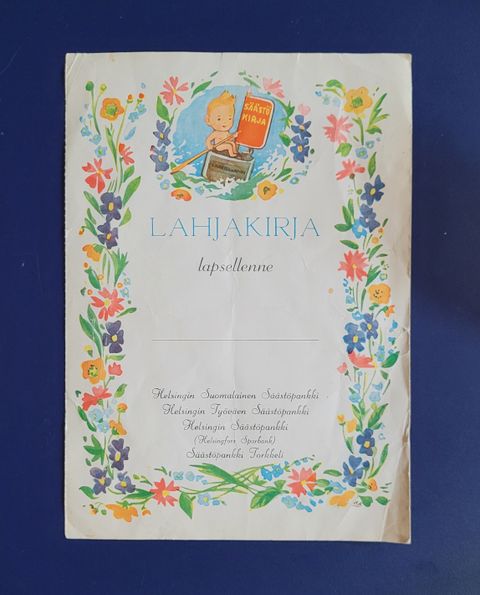 SÄÄSTÖ
KIRJA
LAHJAKIRJA
lapsellenne
Helsingin Suomalainen Säästöpankki
Helsingin Työväen Säästöpankki
Helsingin Säästöpankki
(Helsingfors Sparbank)
Säästöpankki Torkkeli